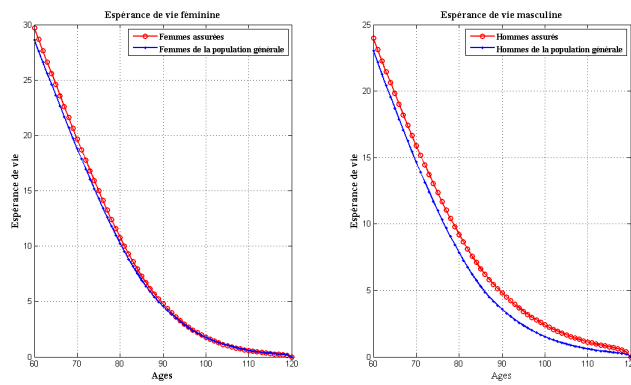 Espérance de vie féminine
Femmes assurées
Femmes de la population générale
Espérance de vie
30
25
20
15
10
5
0
60 70 80 90 100 110 120
Ages
Espérance de vie masculine
Hommes assurés
Hommes de la population générale
Espérance de vie
25
20
15
10
5
0
60 70 80 90 100 110 120
Ages